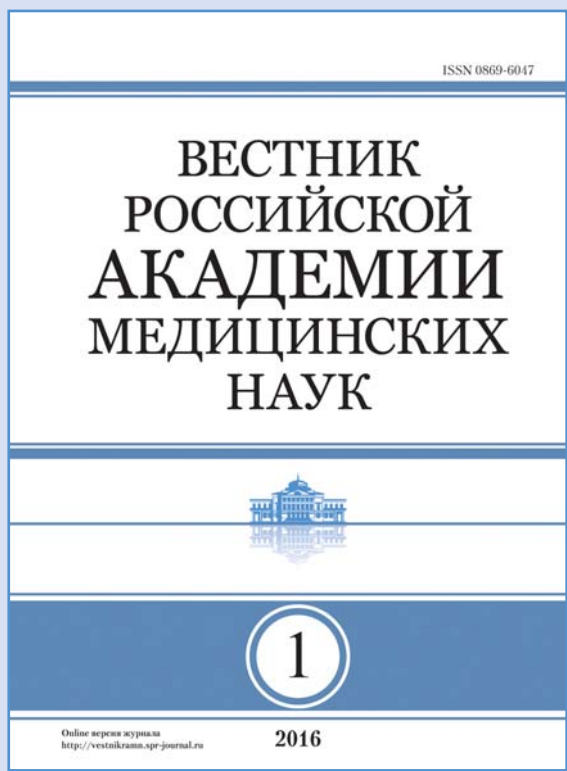 ISSN 0869-6047
ВЕСТНИК
РОССИЙСКОЙ
АКАДЕМИИ
МЕДИЦИНСКИХ
НАУК
1
Online версия журнала
http://vestnikramn.spr-journal.ru
2016